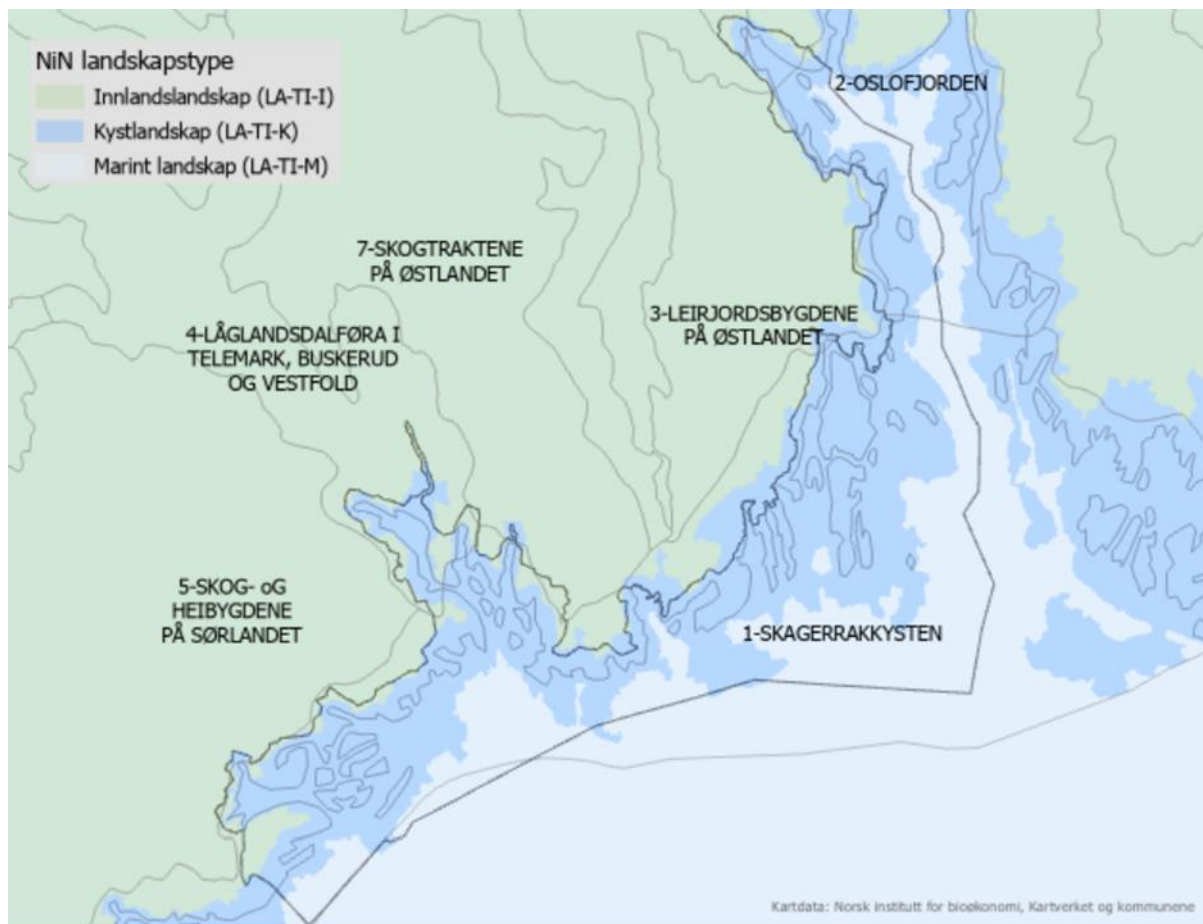 NiN landskapstype
Innlandslandskap (LA-TI-I)
Kystlandskap (LA-TI-K)
Marint landskap (LA-TI-M)
2-OSLOFJORDEN
7-SKOGTRAKTENE
PÅ ØSTLANDET
3-LEIRJORDSBYGDENE
PÅ ØSTLANDET
4-LÅGLANDSDALFØRA I
TELEMARK, BUSKERUD
OG VESTFOLD
5-SKOG- oG
HEIBYGDENE
PÅ SØRLANDET
1-SKAGERRAKKYSTEN
Kartdata: Norsk institutt for bioøkonomi, Kartverket og kommunene